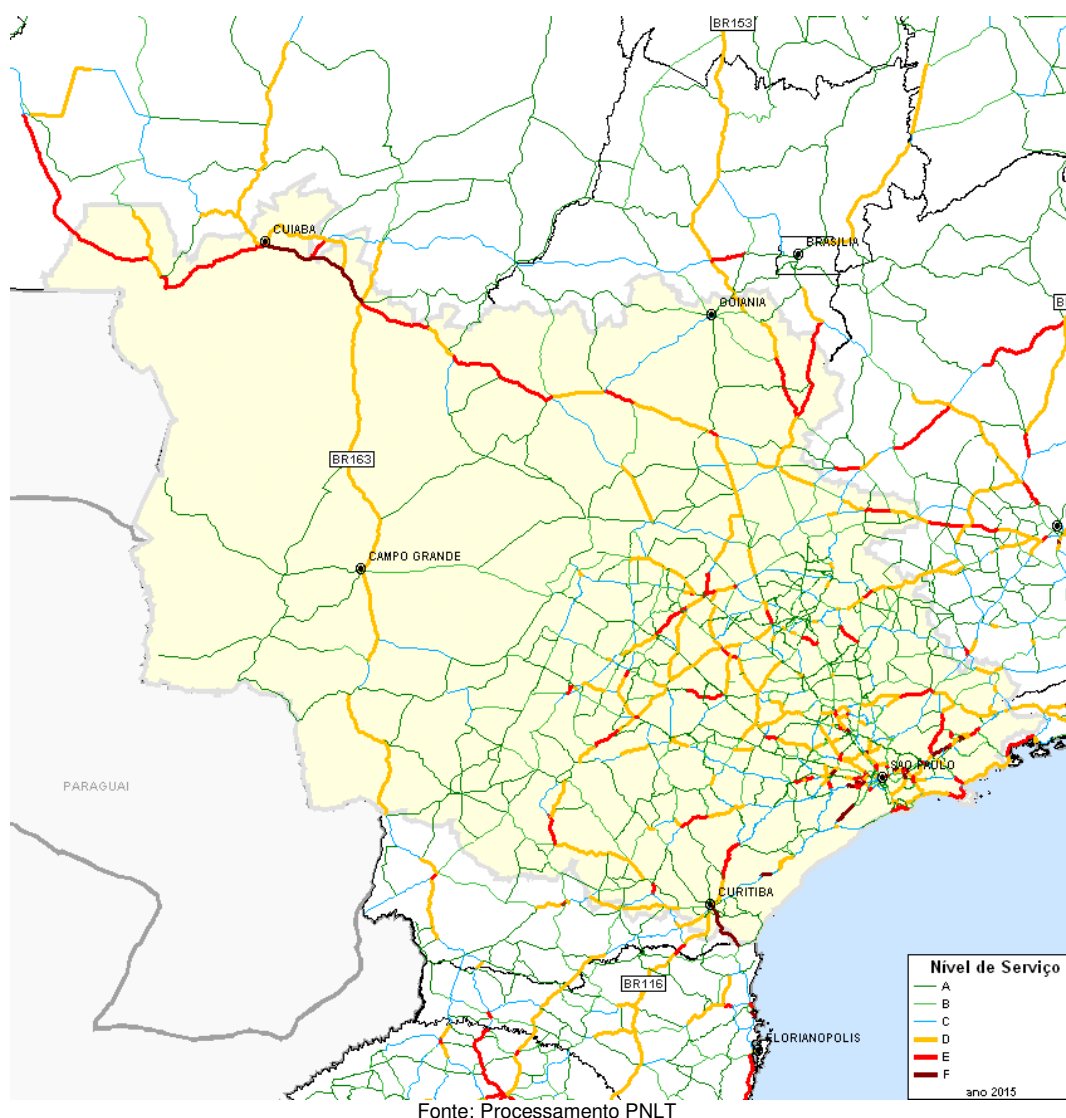 BR153
CUIABA
BRASILIA
GOIANIA
BR163
CAMPO GRANDE
PARAGUAI
SAO PAULO
CURITIBA
BR116
FLORIANOPOLIS
Nível de Serviço
A
B
C
D
E
F
ano 2015
Fonte: Processamento PNLT